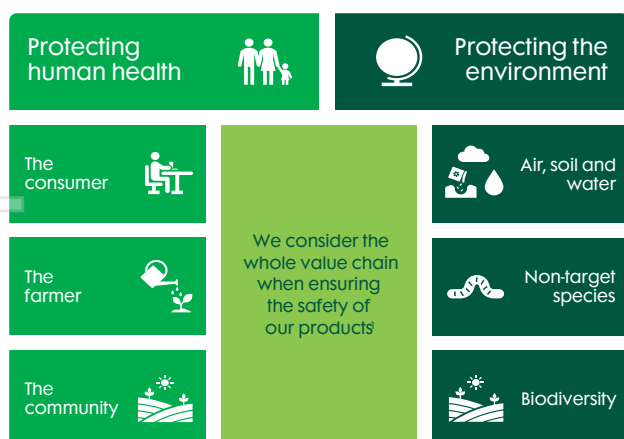 Protecting
human health
Protecting the
environment
The
consumer
We consider the
whole value chain
when ensuring
the safety of
our products
Air, soil and
water
The
farmer
Non-target
species
The
community
Biodiversity